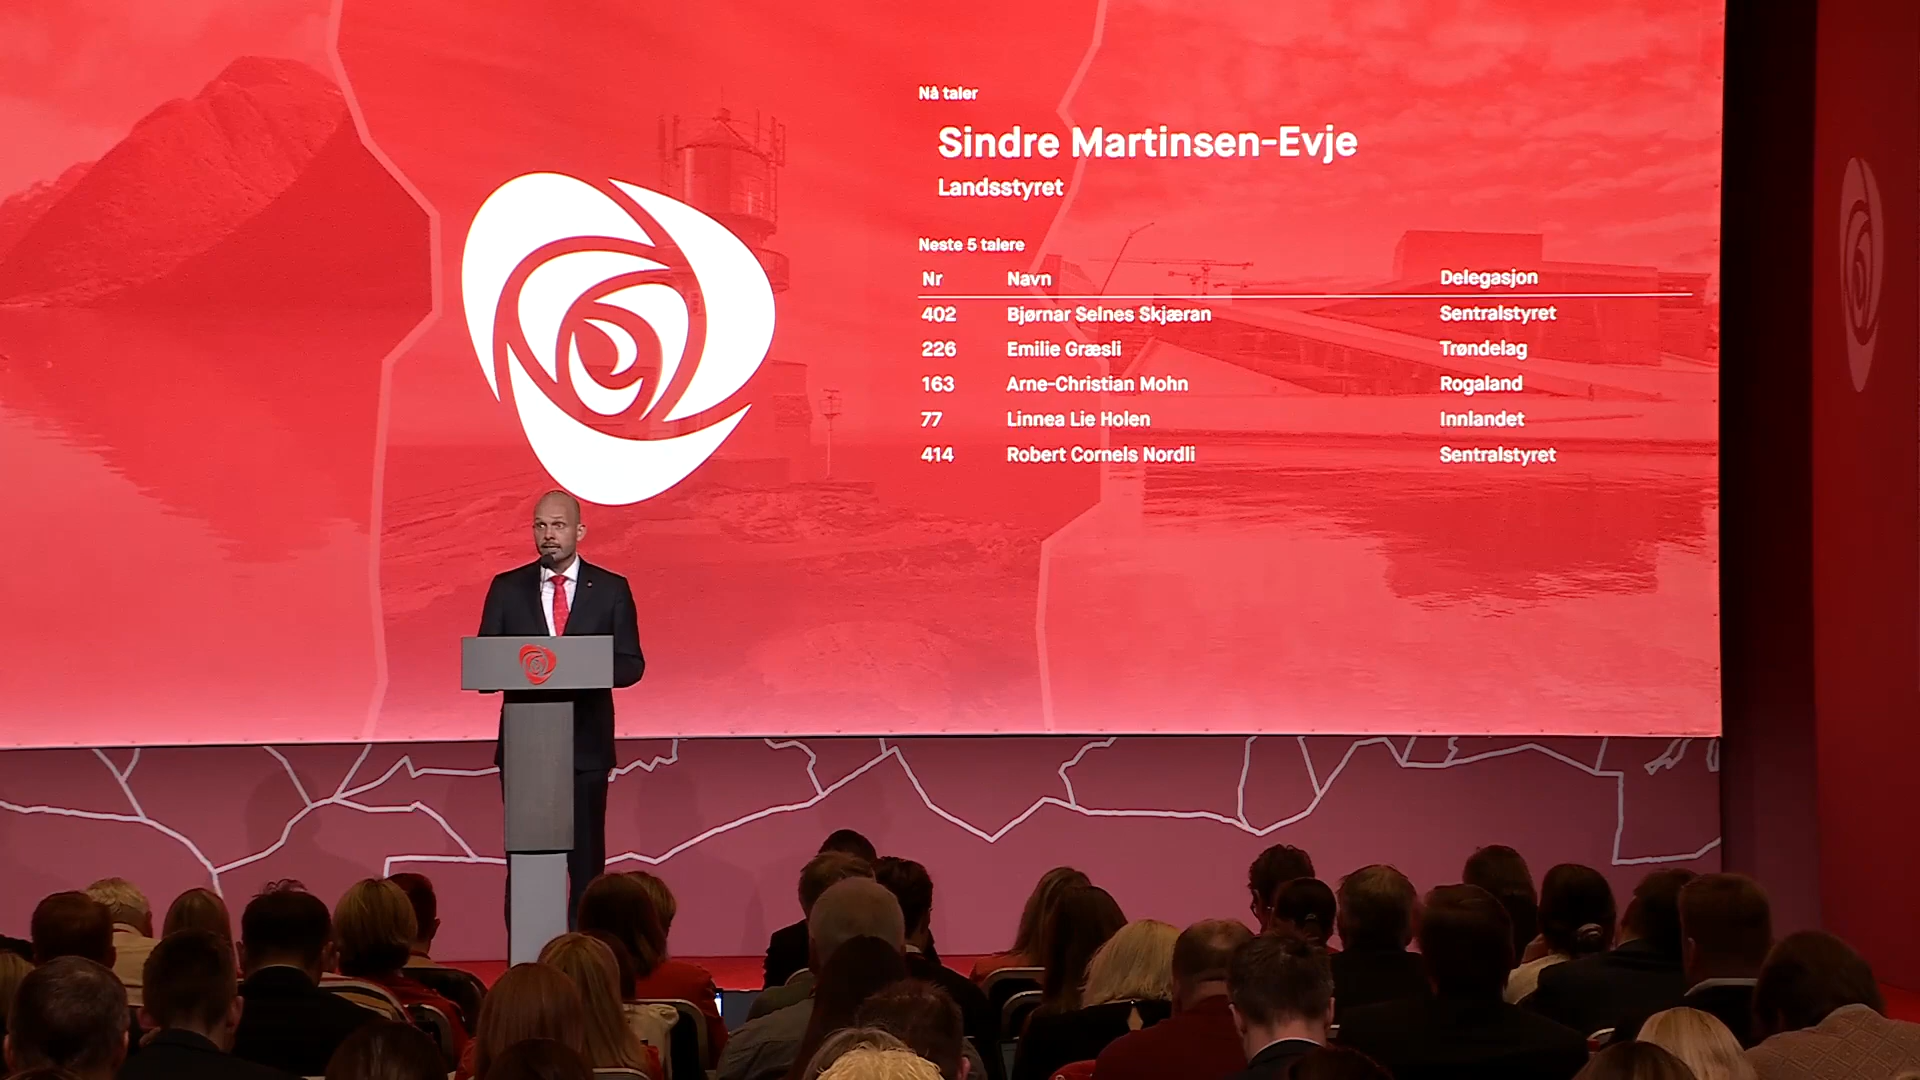 Nå taler
Sindre Martinsen-Evje
Landsstyret
Neste 5 talere
Nr Navn Delegasjon
402 Bjørnar Selnes Skjæran Sentralstyret
226 Emilie Græsli Trøndelag
163 Arne-Christian Mohn Rogaland
77 Linnea Lie Holen Innlandet
414 Robert Cornels Nordli Sentralstyret